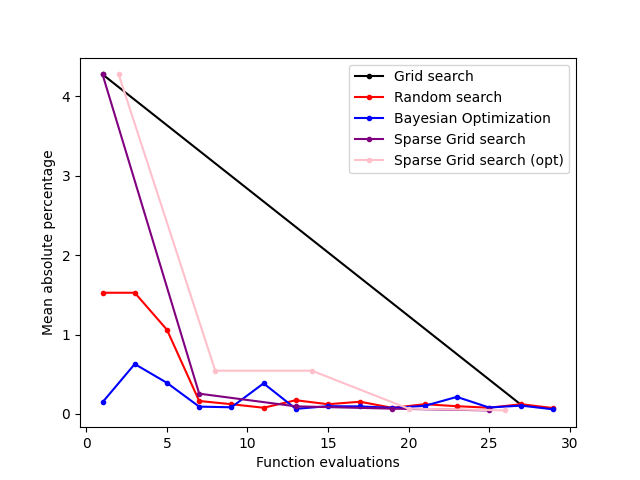 Grid search
Random search
Bayesian Optimization
Sparse Grid search
Sparse Grid search (opt)
Mean absolute percentage
4
3
2
1
0
0 5 10 15 20 25 30
Function evaluations